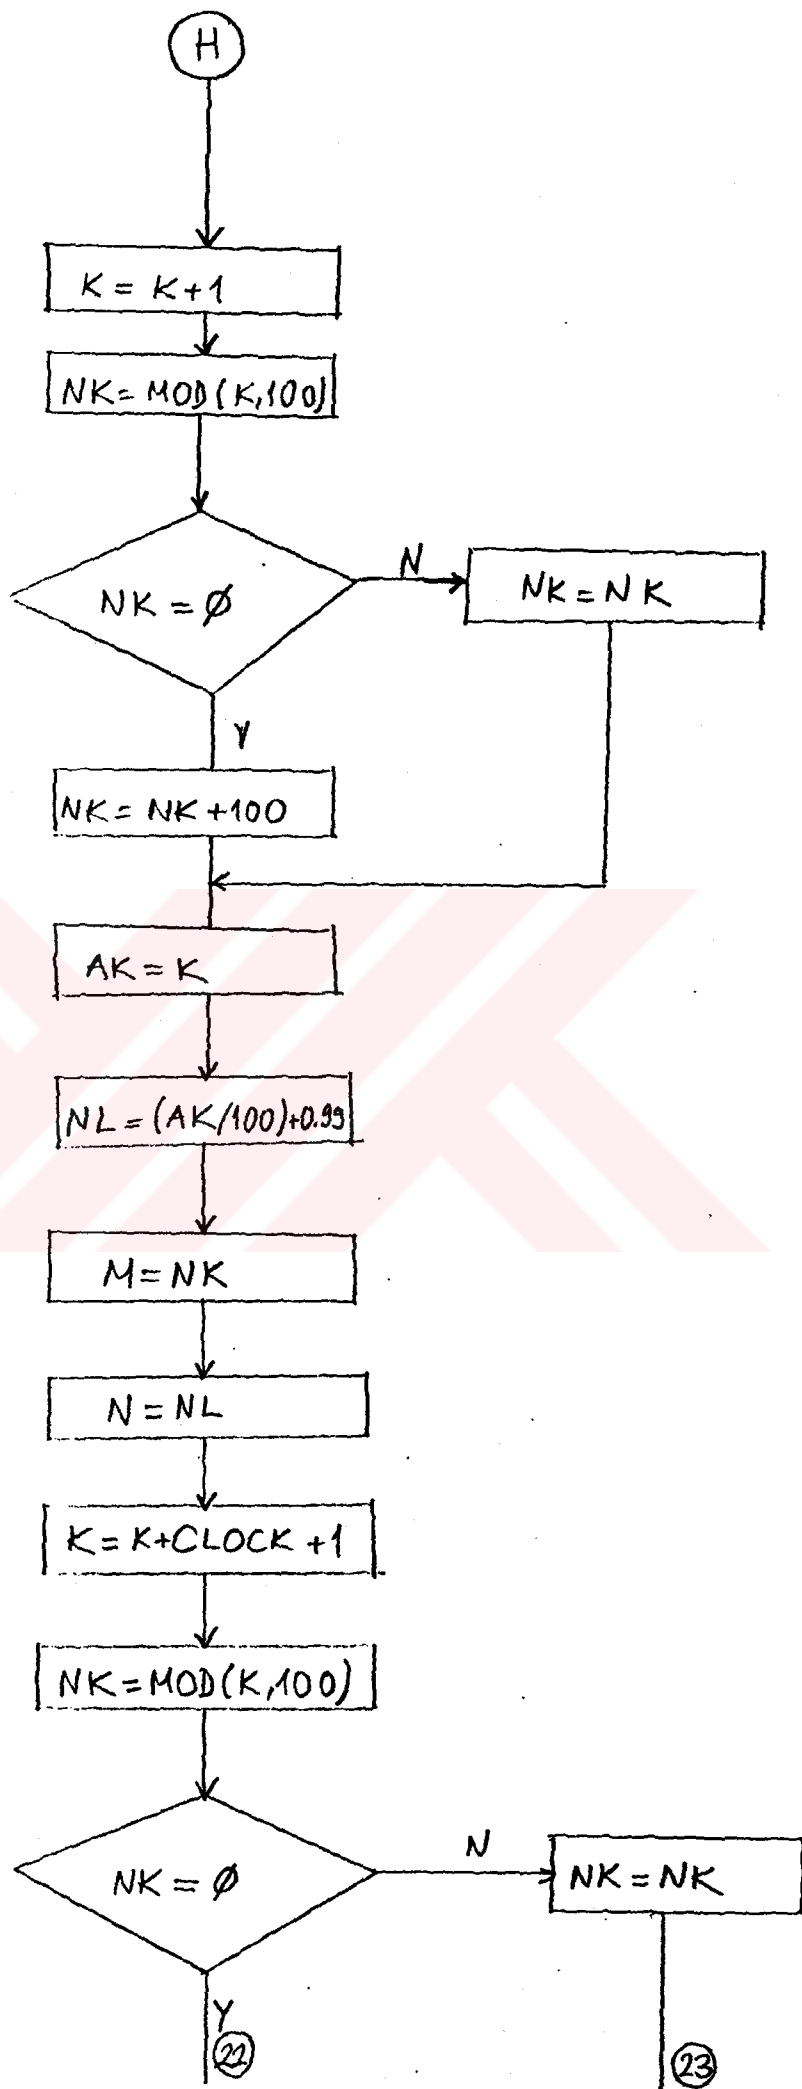 H
K = K+1
NK = MOD(K,100)
NK = Ø
N
NK = NK
Y
NK = NK+100
AK = K
NL = (AK/100)+0.99
M = NK
N = NL
K = K+CLOCK+1
NK = MOD(K,100)
NK = Ø
N
NK = NK
Y
22
23